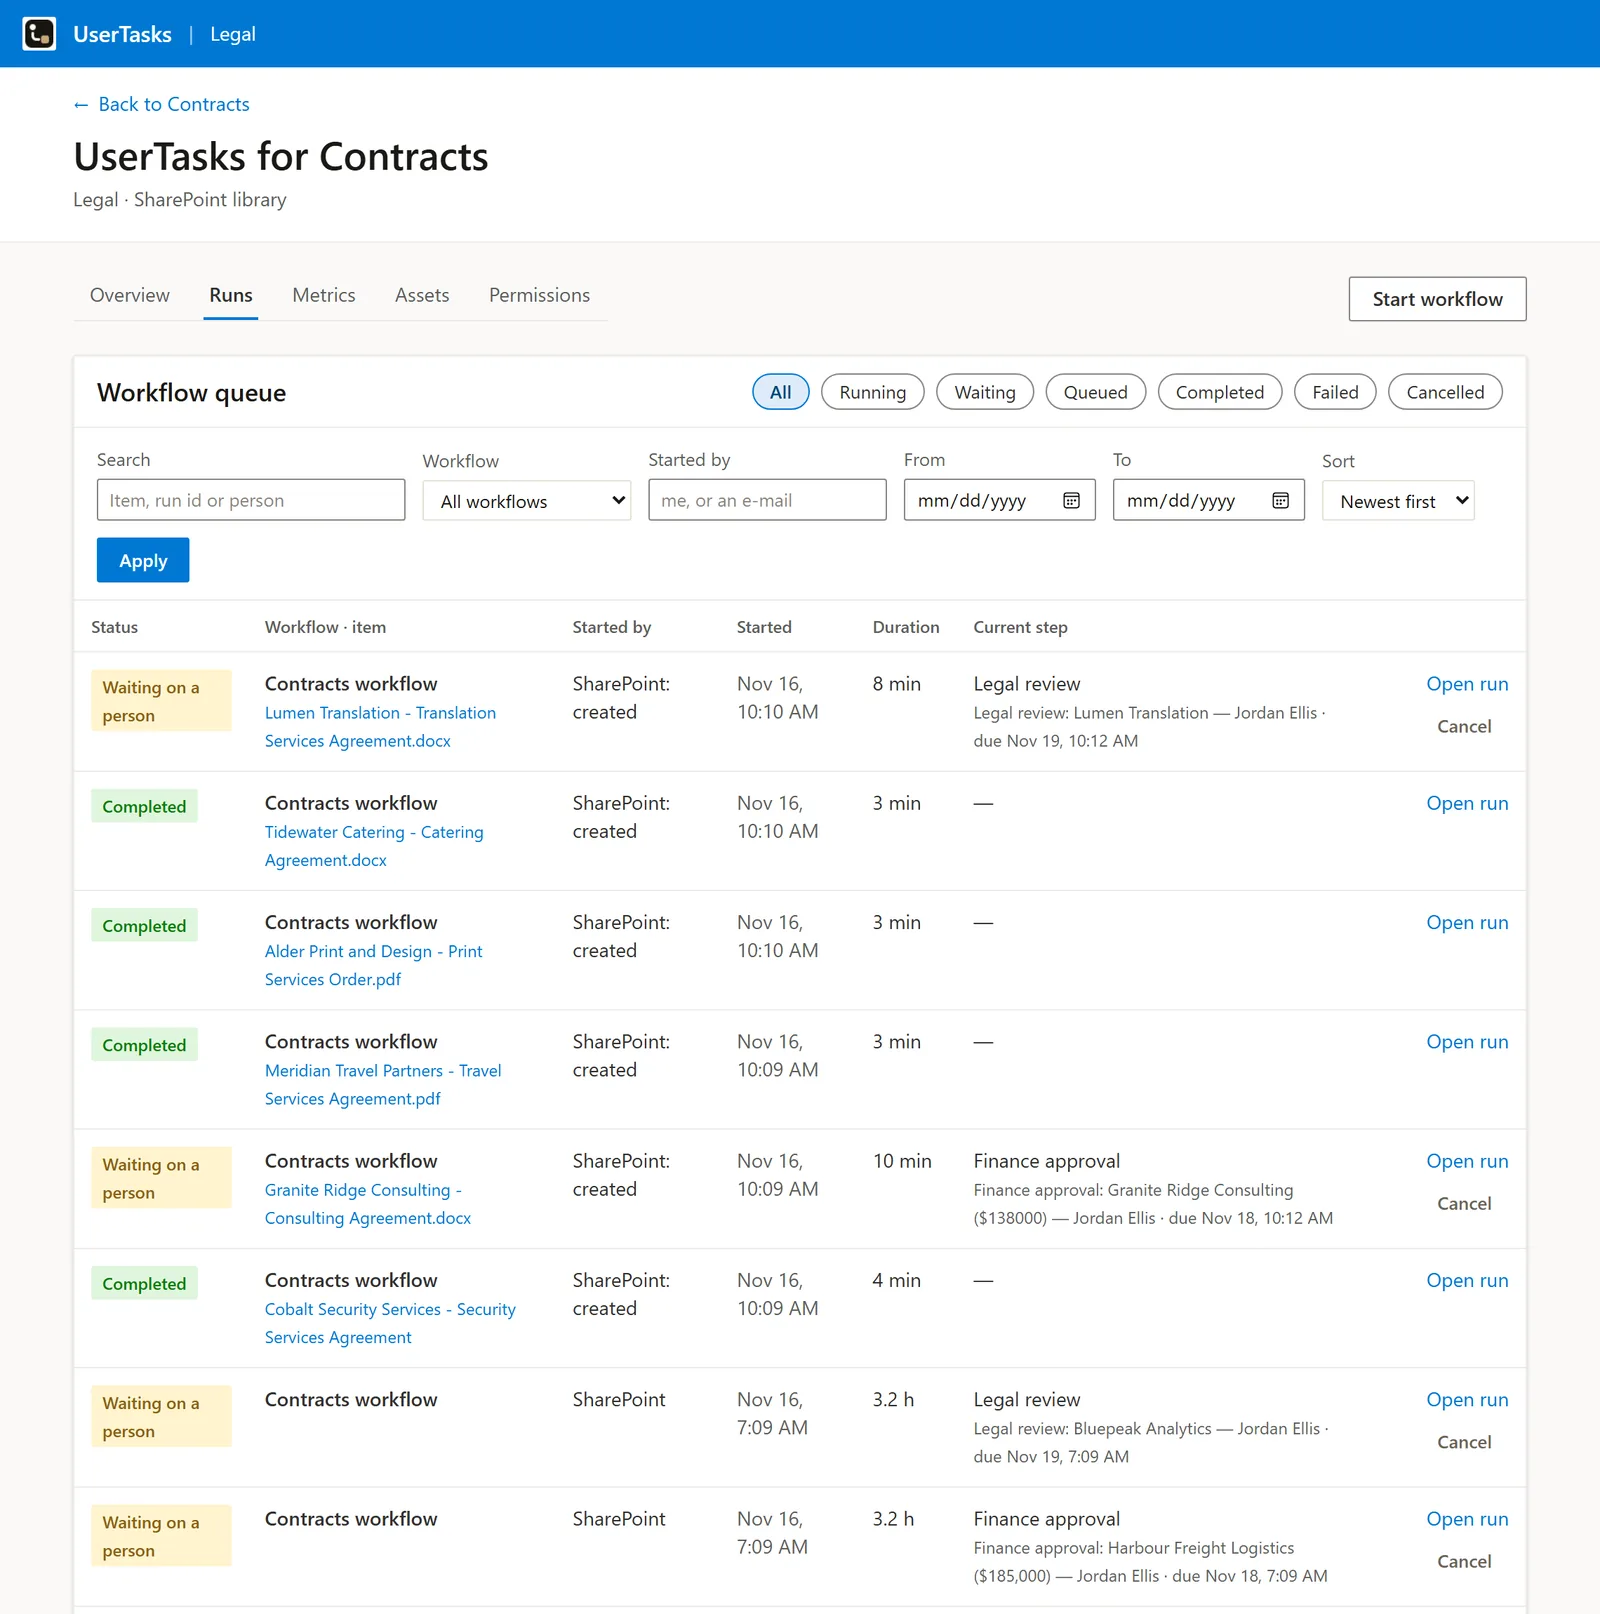 UserTasks | Legal
← Back to Contracts
UserTasks for Contracts
Legal · SharePoint library
Overview Runs Metrics Assets Permissions
Start workflow
Workflow queue
All Running Waiting Queued Completed Failed Cancelled
Search Workflow Started by From To Sort
Item, run id or person All workflows me, or an e-mail mm/dd/yyyy mm/dd/yyyy Newest first
Apply
Status Workflow · item Started by Started Duration Current step
Waiting on a person
Contracts workflow
Lumen Translation - Translation
Services Agreement.docx
SharePoint:
created
Nov 16,
10:10 AM
8 min
Legal review
Legal review: Lumen Translation — Jordan Ellis ·
due Nov 19, 10:12 AM
Open run
Cancel
Completed
Contracts workflow
Tidewater Catering - Catering
Agreement.docx
SharePoint:
created
Nov 16,
10:10 AM
3 min
—
Open run
Completed
Contracts workflow
Alder Print and Design - Print
Services Order.pdf
SharePoint:
created
Nov 16,
10:10 AM
3 min
—
Open run
Completed
Contracts workflow
Meridian Travel Partners - Travel
Services Agreement.pdf
SharePoint:
created
Nov 16,
10:09 AM
3 min
—
Open run
Waiting on a
person
Contracts workflow
Granite Ridge Consulting -
Consulting Agreement.docx
SharePoint:
created
Nov 16,
10:09 AM
10 min
Finance approval
Finance approval: Granite Ridge Consulting
($138000) — Jordan Ellis · due Nov 18, 10:12 AM
Open run
Cancel
Completed
Contracts workflow
Cobalt Security Services - Security
Services Agreement
SharePoint:
created
Nov 16,
10:09 AM
4 min
—
Open run
Waiting on a
person
Contracts workflow
SharePoint
Nov 16,
7:09 AM
3.2 h
Legal review
Legal review: Bluepeak Analytics — Jordan Ellis ·
due Nov 19, 7:09 AM
Open run
Cancel
Waiting on a
person
Contracts workflow
SharePoint
Nov 16,
7:09 AM
3.2 h
Finance approval
Finance approval: Harbour Freight Logistics
($185,000) — Jordan Ellis · due Nov 18, 7:09 AM
Open run
Cancel